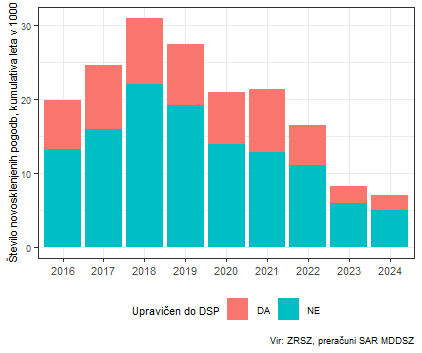 Število novosklenjenih pogodb, kumulativa leta v 1000
30
20
10
0
2016 2017 2018 2019 2020 2021 2022 2023 2024
Upravičen do DSP DA NE
Vir: ZRSZ, preračuni SAR MDDSZ